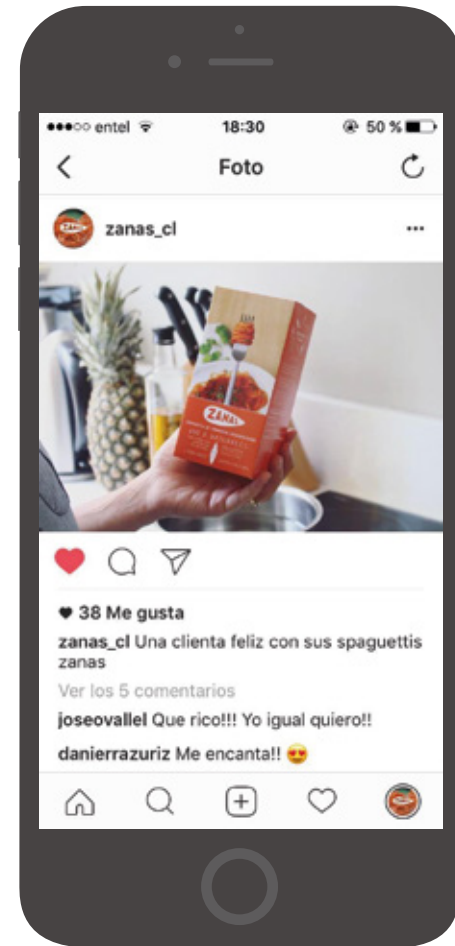 entel 18:30 50 %
Foto
zanas_cl
ZANAS
38 Me gusta
zanas_cl Una clienta feliz con sus spaguettis
zanas
Ver los 5 comentarios
joseovallel Que rico!!! Yo igual quiero!!
danierrazuriz Me encanta!! 😍